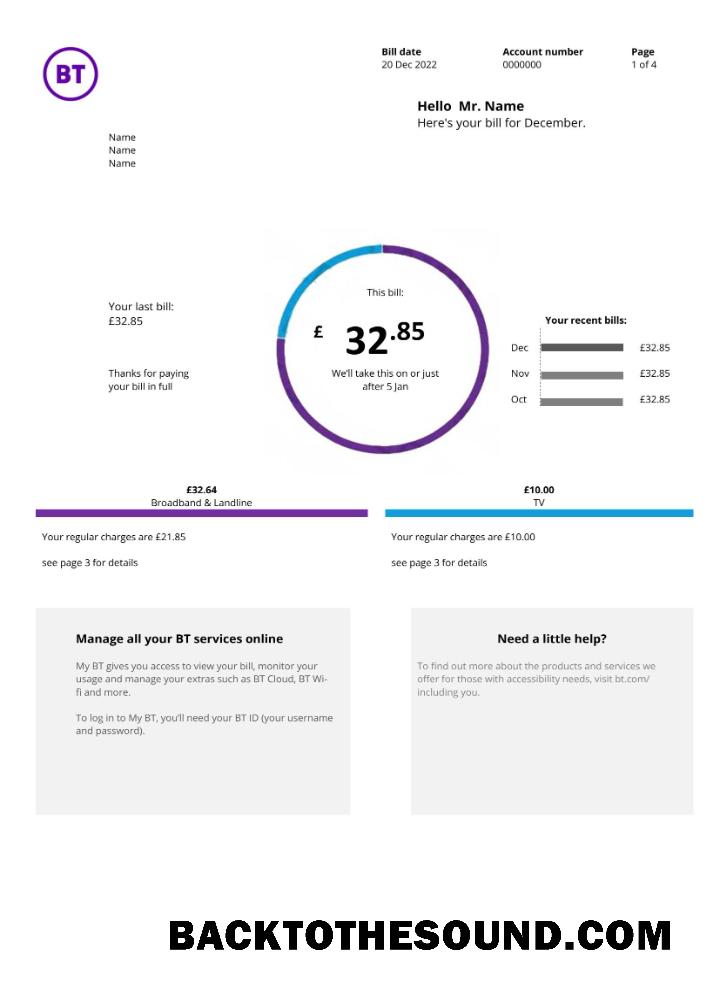 BT
Bill date Account number Page
20 Dec 2022 0000000 1 of 4
Hello Mr. Name
Here's your bill for December.
Name
Name
Name
Your last bill:
£32.85
Thanks for paying
your bill in full
This bill:
£ 32.85
We'll take this on or just
after 5 Jan
Your recent bills:
Dec £32.85
Nov £32.85
Oct £32.85
£32.64
Broadband & Landline
Your regular charges are £21.85
see page 3 for details
£10.00
TV
Your regular charges are £10.00
see page 3 for details
Manage all your BT services online
My BT gives you access to view your bill, monitor your
usage and manage your extras such as BT Cloud, BT Wi-
fi and more.
To log in to My BT, you'll need your BT ID (your username
and password).
Need a little help?
To find out more about the products and services we
offer for those with accessibility needs, visit bt.com/
including you.
BACKTOTHESOUND.COM